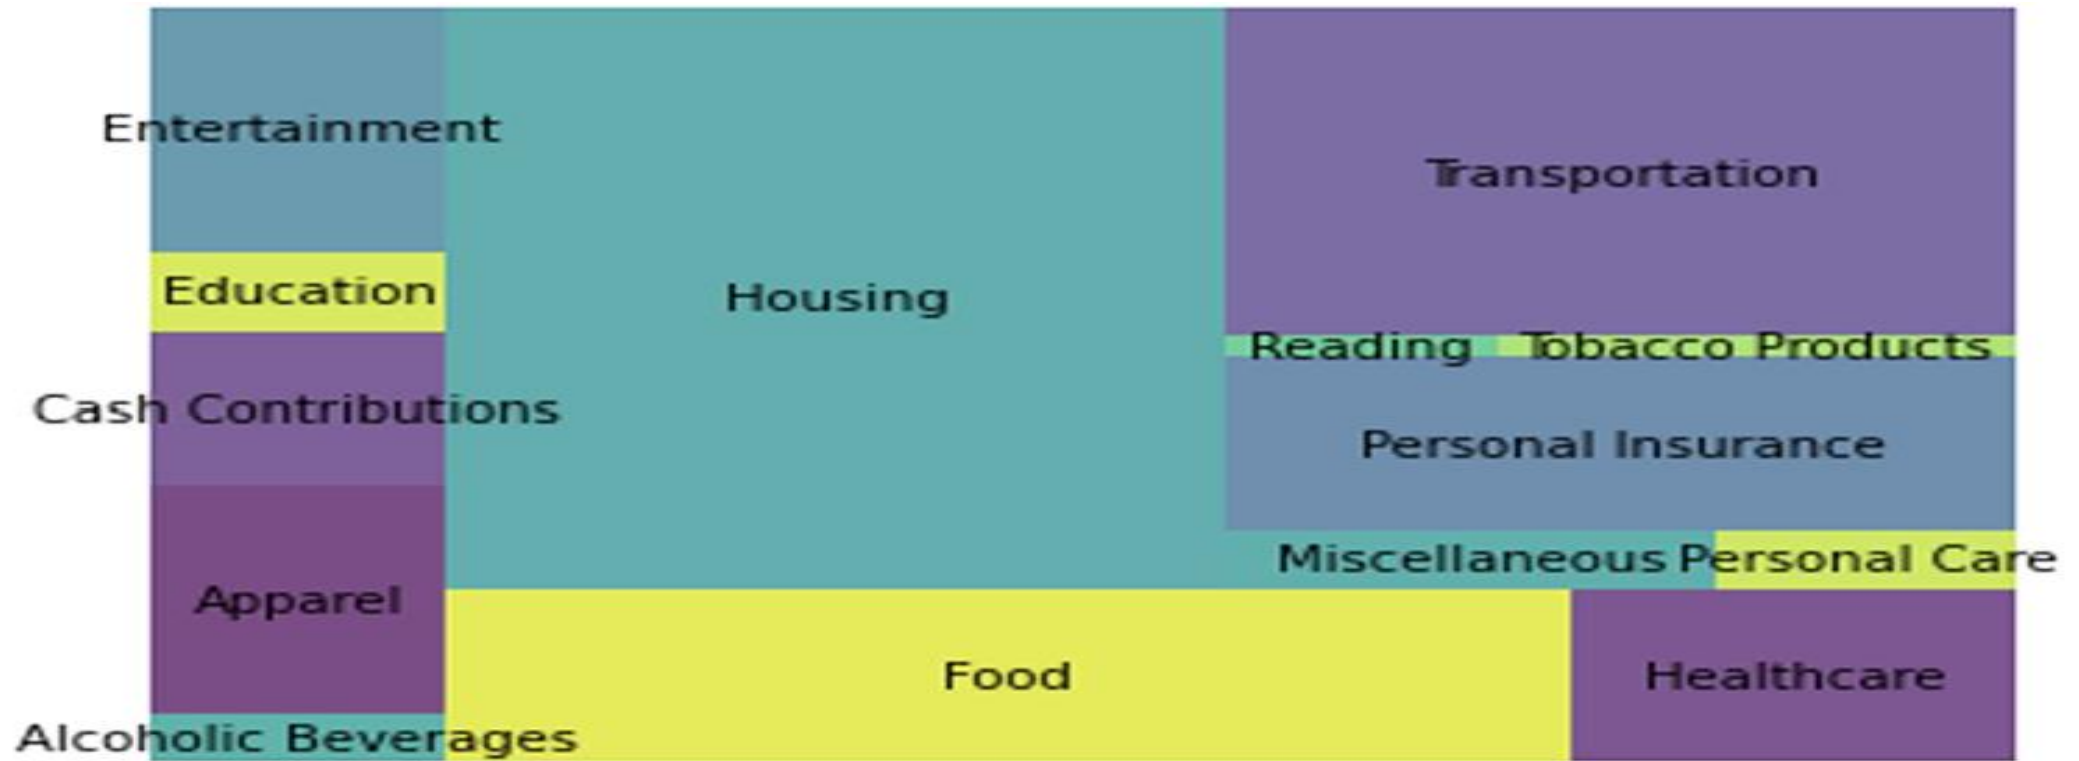 Entertainment
Transportation
Education
Housing
Reading
Tobacco Products
Cash Contributions
Personal Insurance
Miscellaneous
Personal Care
Apparel
Food
Healthcare
Alcoholic Beverages